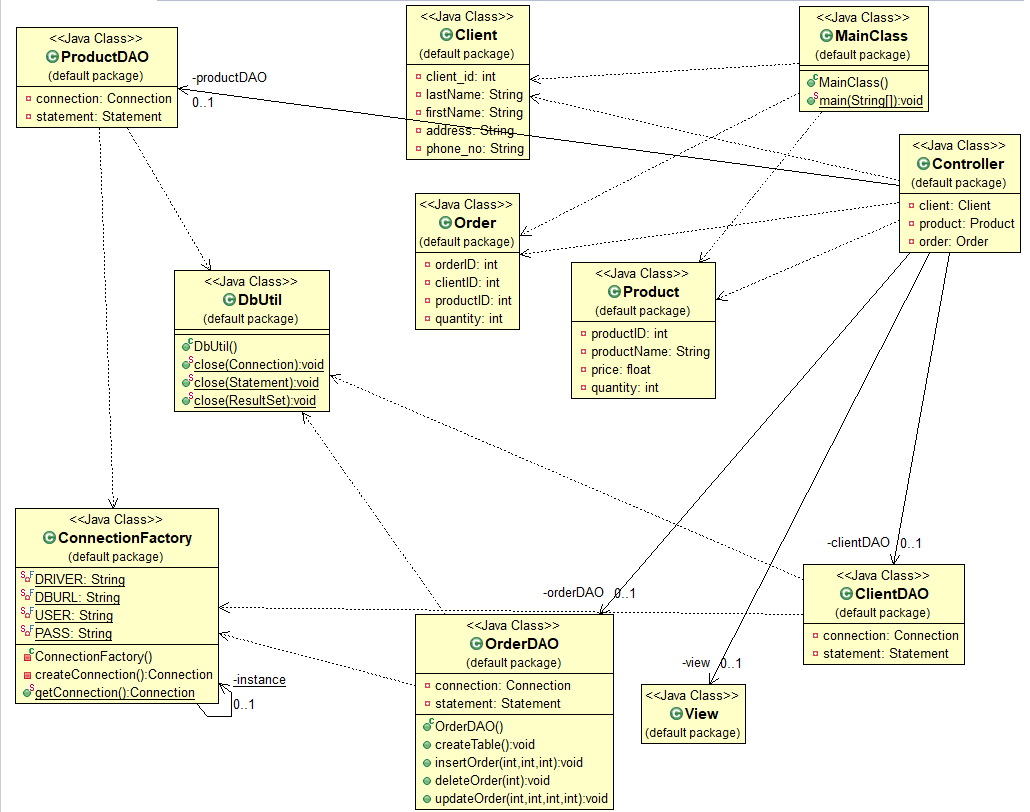 <<Java Class>>
ProductDAO
(default package)
connection: Connection
statement: Statement
-productDAO
0..1
<<Java Class>>
Client
(default package)
client_id: int
lastName: String
firstName: String
address: String
phone_no: String
<<Java Class>>
MainClass
(default package)
MainClass()
main(String[]):void
<<Java Class>>
Controller
(default package)
client: Client
product: Product
order: Order
<<Java Class>>
Order
(default package)
orderID: int
clientID: int
productID: int
quantity: int
<<Java Class>>
Product
(default package)
productID: int
productName: String
price: float
quantity: int
<<Java Class>>
DbUtil
(default package)
DbUtil()
close(Connection):void
close(Statement):void
close(ResultSet):void
<<Java Class>>
ConnectionFactory
(default package)
DRIVER: String
DBURL: String
USER: String
PASS: String
ConnectionFactory()
createConnection():Connection
getConnection():Connection
-instance
0..1
-orderDAO 0..1
<<Java Class>>
OrderDAO
(default package)
connection: Connection
statement: Statement
OrderDAO()
createTable():void
insertOrder(int,int,int):void
deleteOrder(int):void
updateOrder(int,int,int,int):void
-view 0..1
<<Java Class>>
View
(default package)
-clientDAO 0..1
<<Java Class>>
ClientDAO
(default package)
connection: Connection
statement: Statement